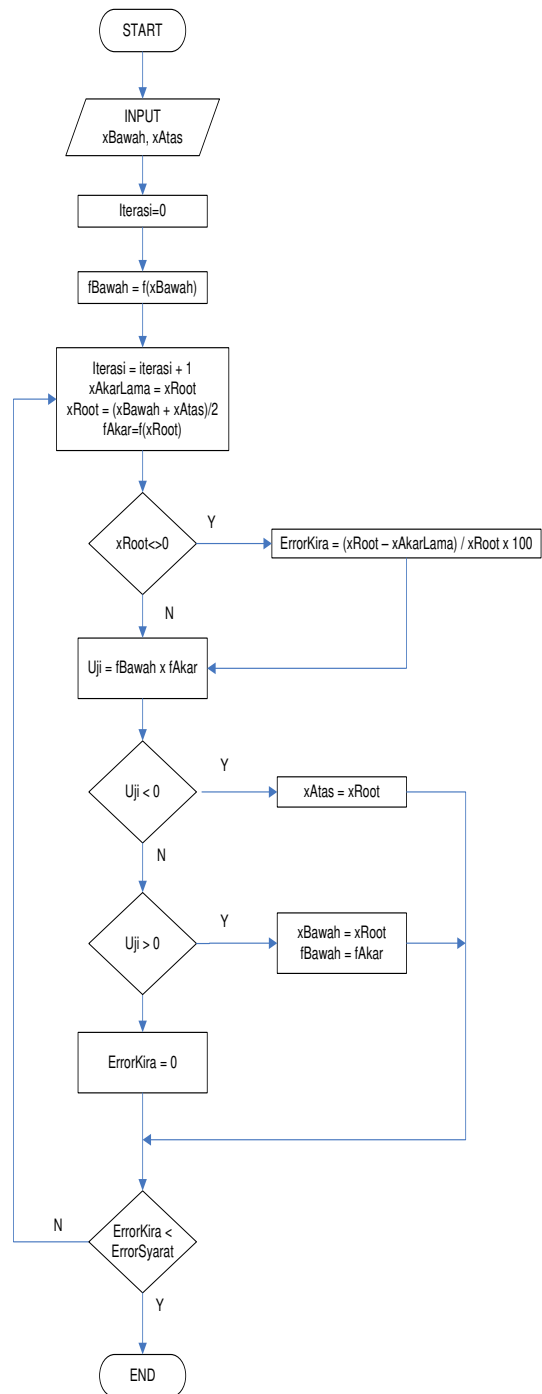 START
INPUT
xBawah, xAtas
Iterasi=0
fBawah = f(xBawah)
Iterasi = iterasi + 1
xAkarLama = xRoot
xRoot = (xBawah + xAtas)/2
fAkar=f(xRoot)
xRoot<>0
Y
ErrorKira = (xRoot – xAkarLama) / xRoot x 100
N
Uji = fBawah x fAkar
Uji < 0
Y
xAtas = xRoot
N
Uji > 0
Y
xBawah = xRoot
fBawah = fAkar
ErrorKira = 0
ErrorKira <
ErrorSyarat
N
Y
END